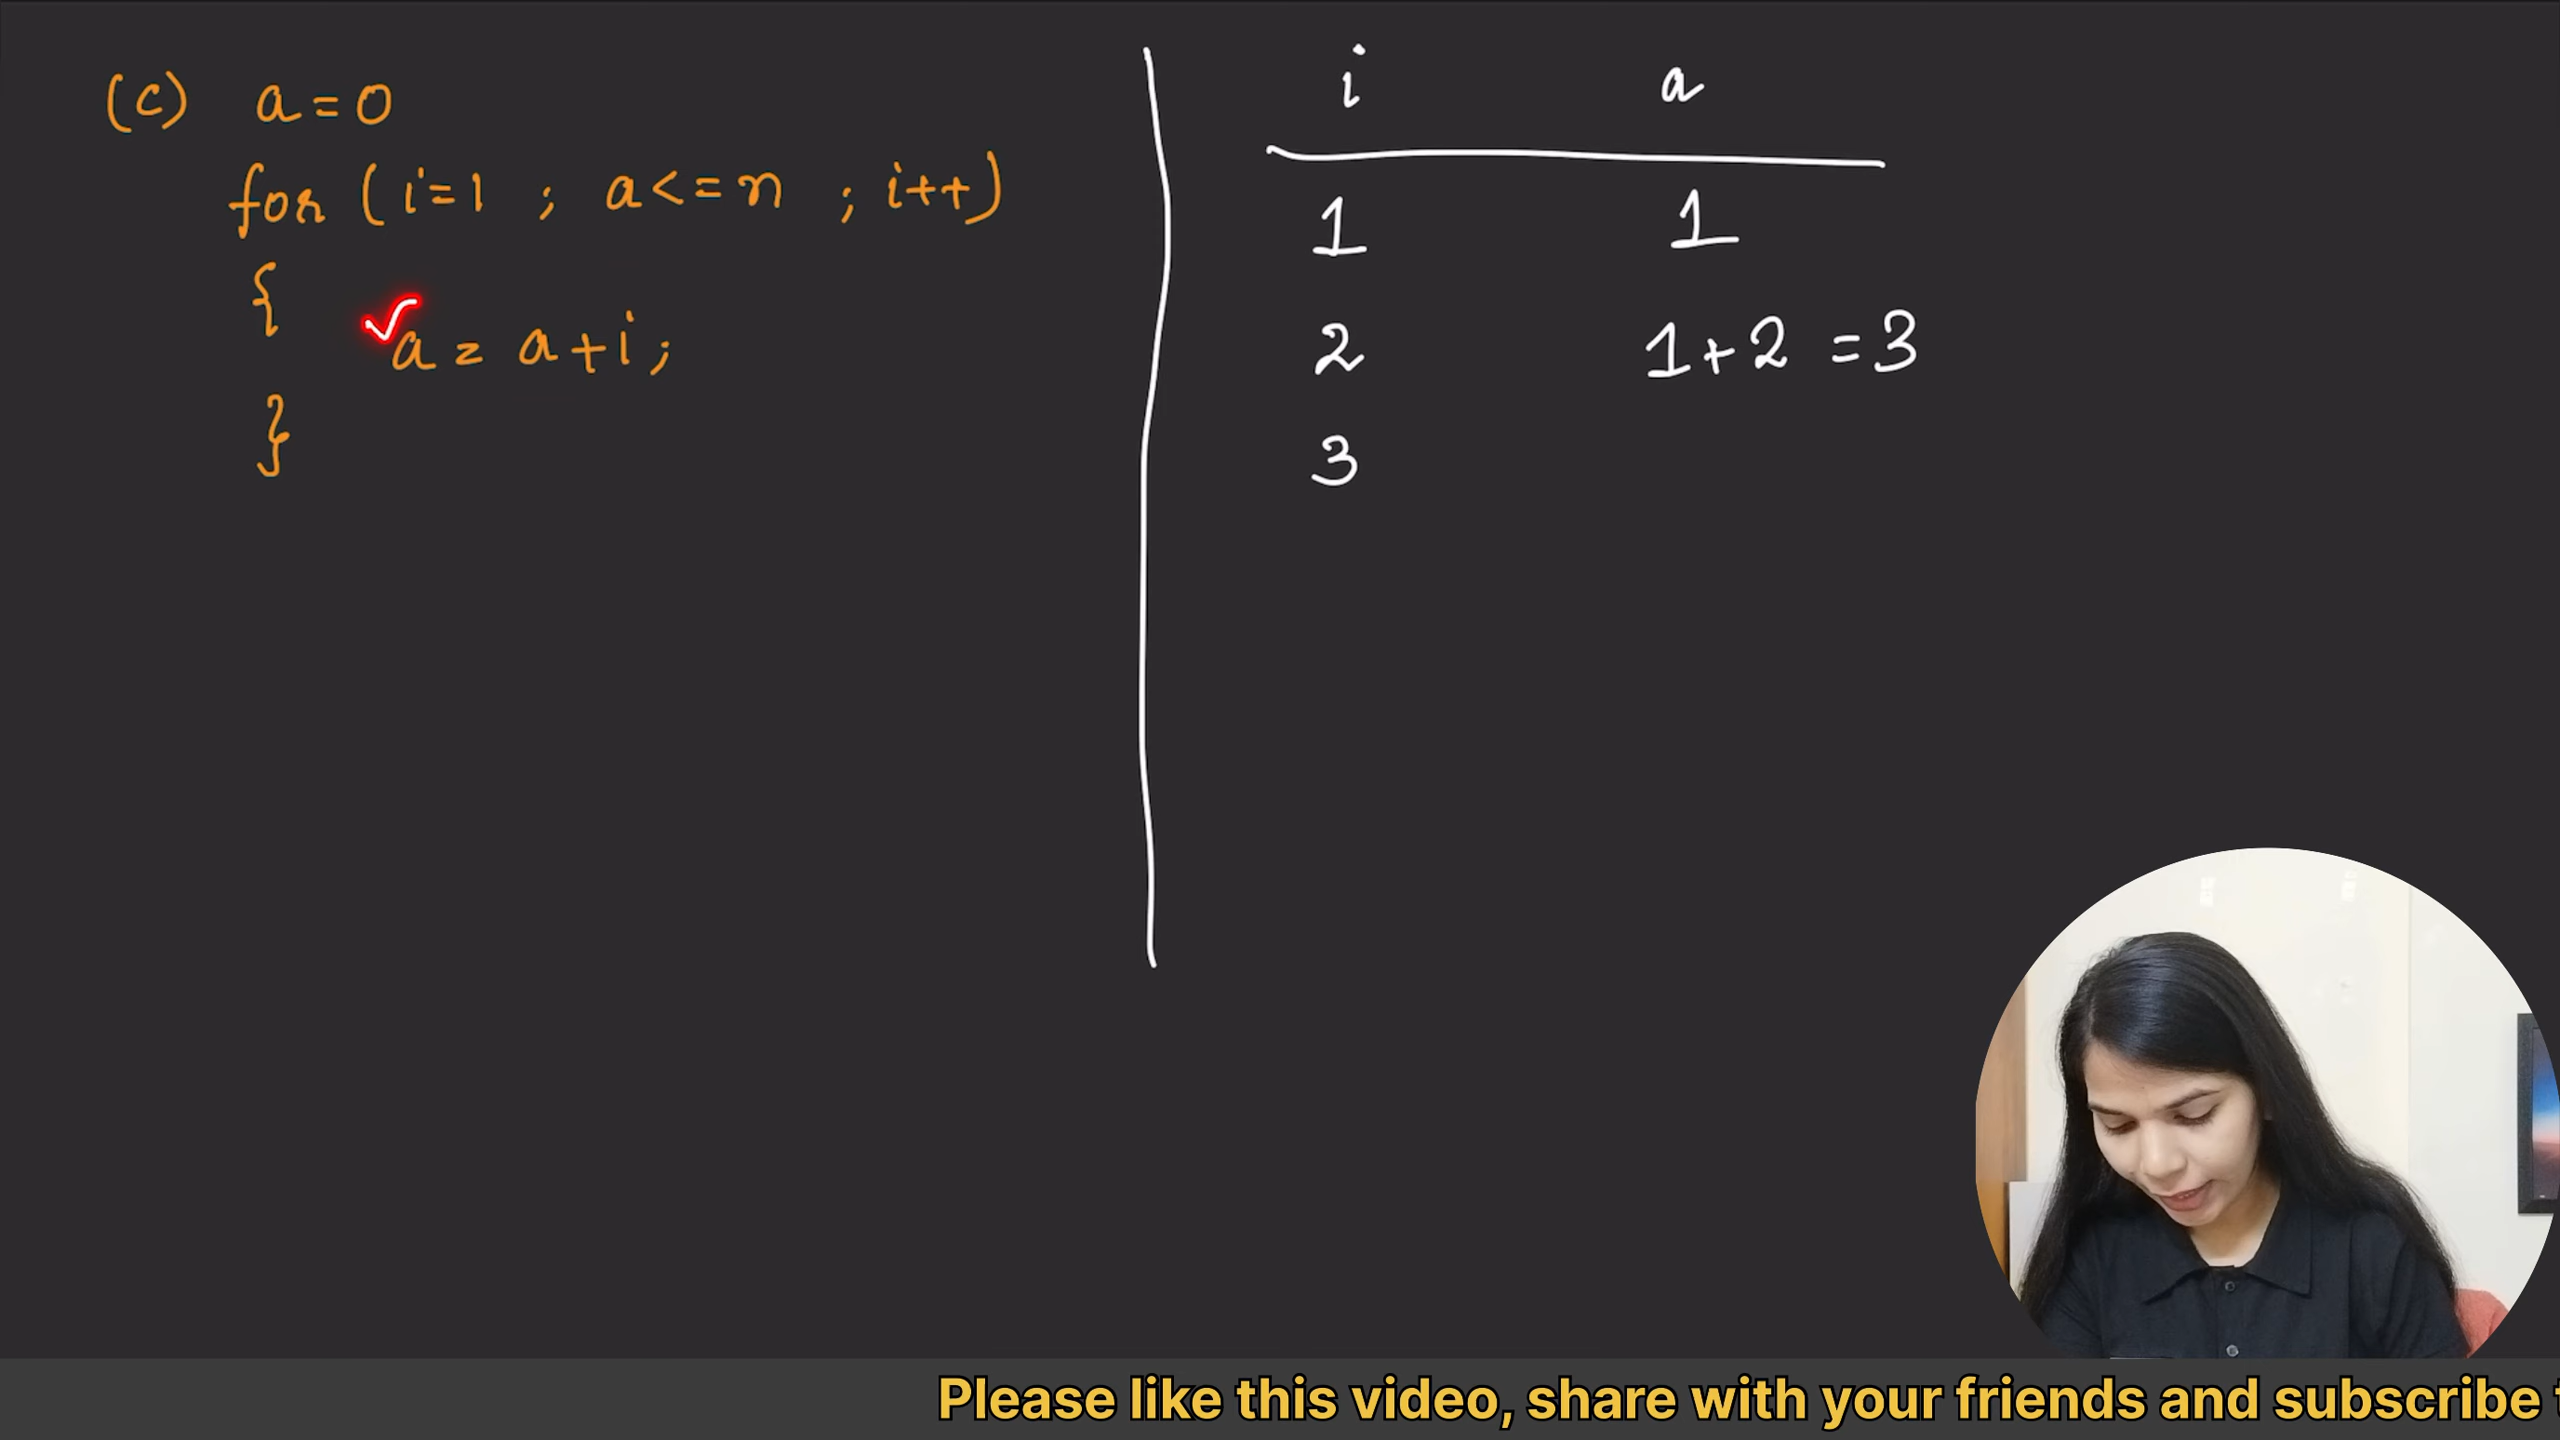 (c) a = 0
for (i=1 ; a<=n ; i++)
{
a = a+i;
}
i a
1 1
2 1+2 = 3
3
Please like this video, share with your friends and subscribe